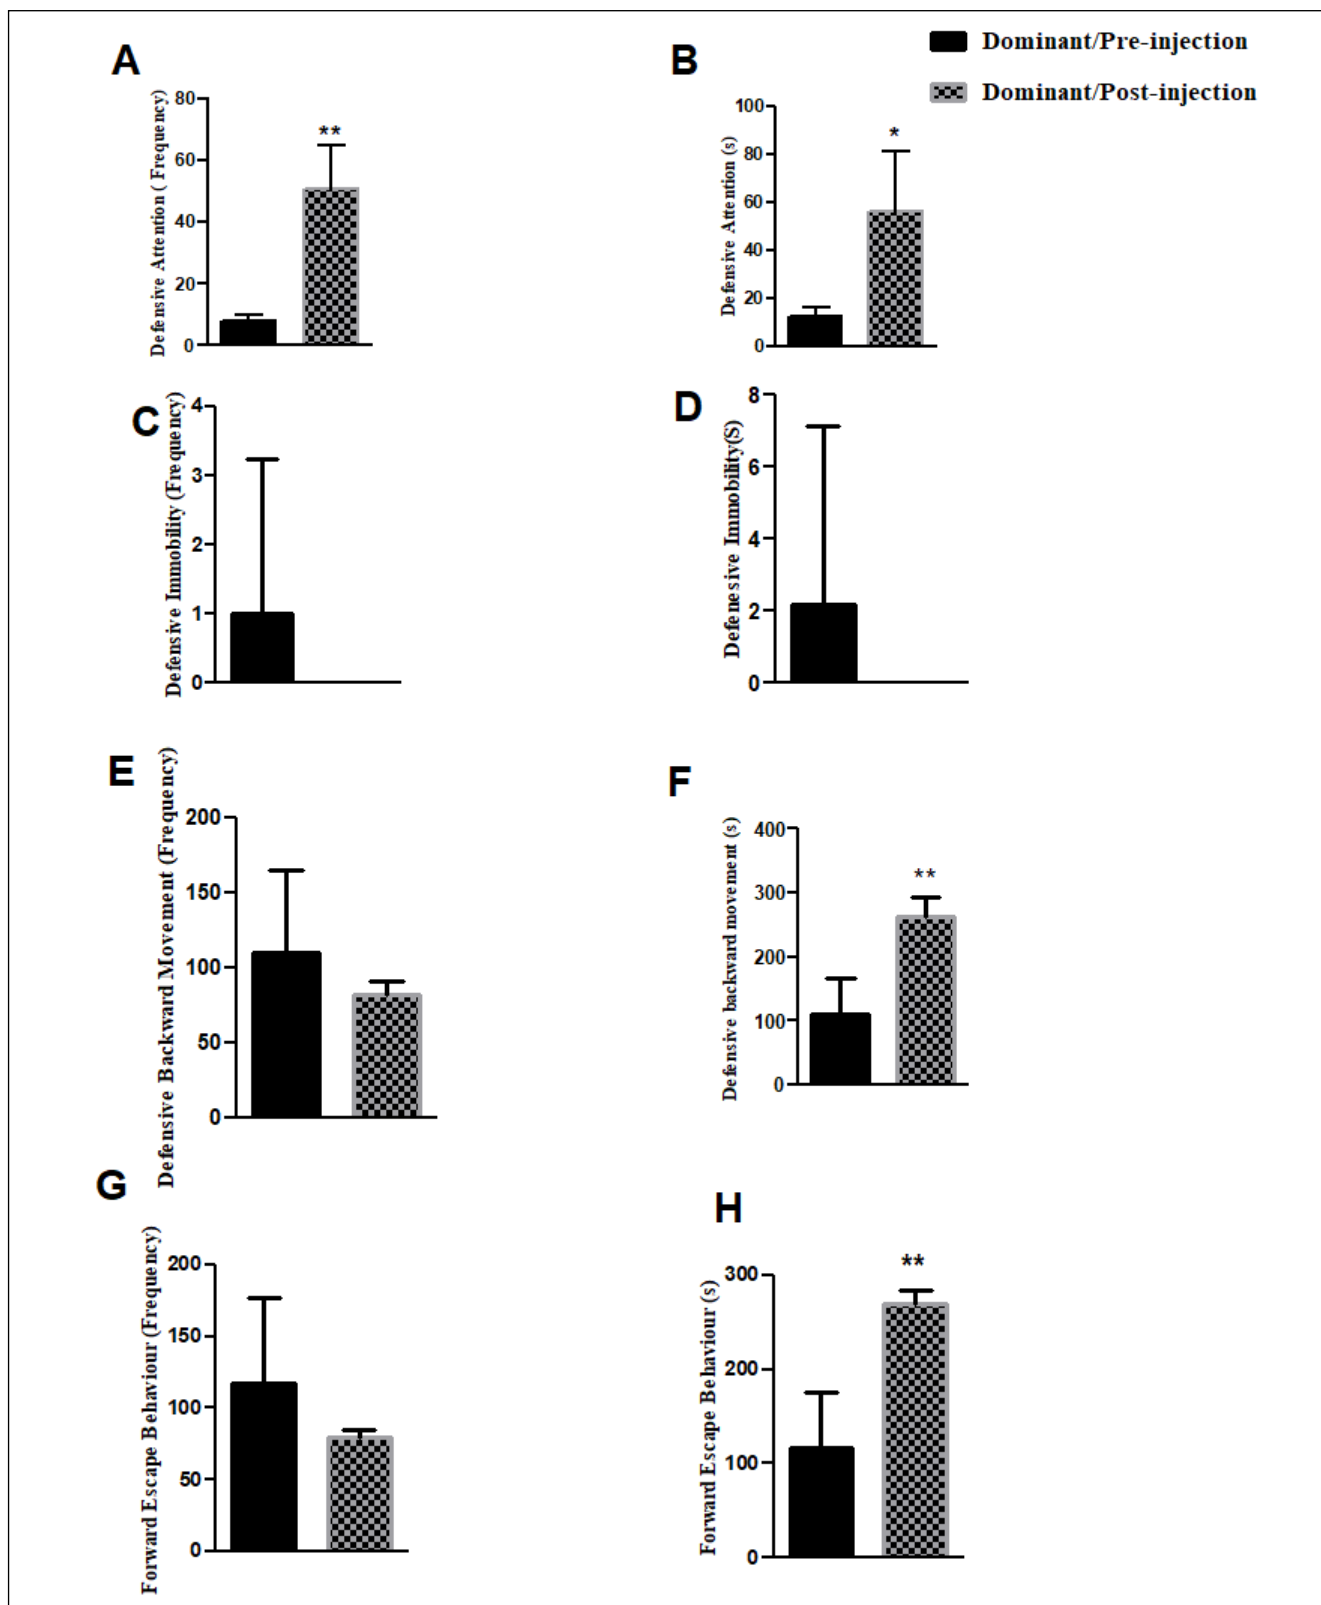 Dominant/Pre-injection
Dominant/Post-injection
A
Defensive Attention ( Frequency)
80
60
40
20
0
**
B
Defensive Attention (s)
100
80
60
40
20
0
*
C
Defensive Immobility (Frequency)
4
3
2
1
0
D
Defenesive Immobility(S)
8
6
4
2
0
E
Defensive Backward Movement (Frequency)
200
150
100
50
0
F
Defensive backward movement (s)
400
300
200
100
0
**
G
Forward Escape Behaviour (Frequency)
200
150
100
50
0
H
Forward Escape Behaviour (s)
300
200
100
0
**